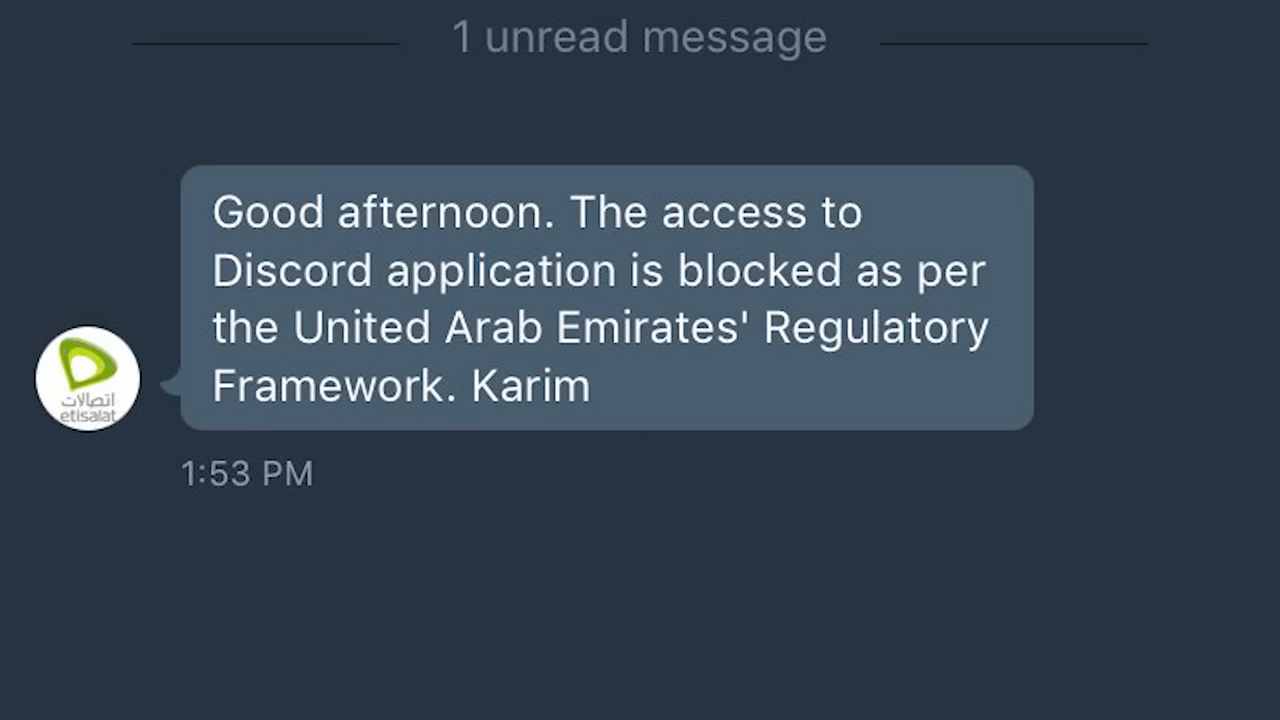 1 unread message
Good afternoon. The access to
Discord application is blocked as per
the United Arab Emirates' Regulatory
Framework. Karim
اتصالات
etisalat
1:53 PM